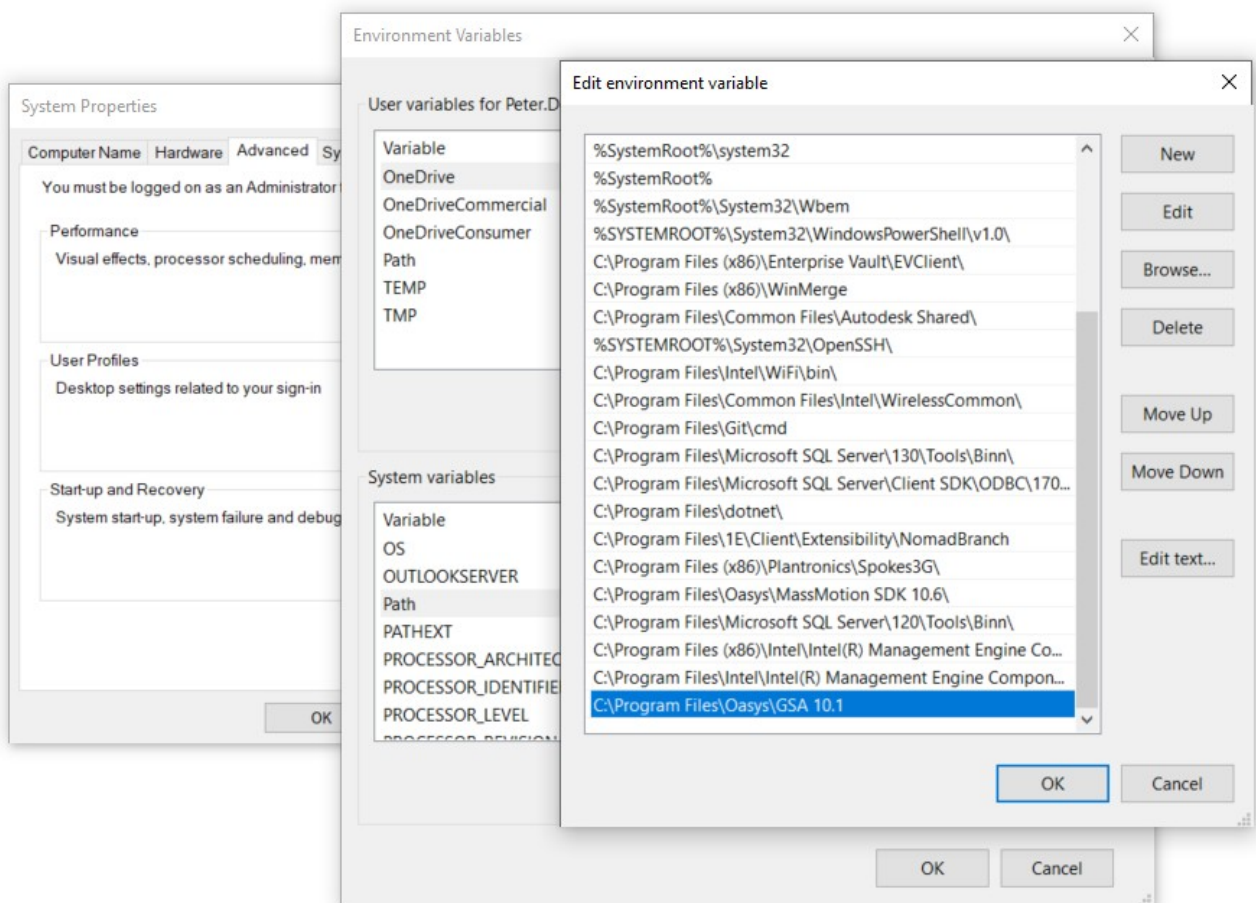 System Properties
Computer Name Hardware Advanced Sy
You must be logged on as an Administrator
Performance
Visual effects, processor scheduling, mem
User Profiles
Desktop settings related to your sign-in
Start-up and Recovery
System start-up, system failure and debug
OK
Environment Variables
User variables for Peter.D
Variable
OneDrive
OneDriveCommercial
OneDriveConsumer
Path
TEMP
TMP
System variables
Variable
OS
OUTLOOKSERVER
Path
PATHEXT
PROCESSOR_ARCHITEC
PROCESSOR_IDENTIFIE
PROCESSOR_LEVEL
PROCESSOR_REVISION
OK Cancel
Edit environment variable
%SystemRoot%\system32
%SystemRoot%
%SystemRoot%\System32\Wbem
%SYSTEMROOT%\System32\WindowsPowerShell\v1.0\
C:\Program Files (x86)\Enterprise Vault\EVClient\
C:\Program Files (x86)\WinMerge
C:\Program Files\Common Files\Autodesk Shared\
%SYSTEMROOT%\System32\OpenSSH\
C:\Program Files\Intel\WiFi\bin\
C:\Program Files\Common Files\Intel\WirelessCommon\
C:\Program Files\Git\cmd
C:\Program Files\Microsoft SQL Server\130\Tools\Binn\
C:\Program Files\Microsoft SQL Server\Client SDK\ODBC\170...
C:\Program Files\dotnet\
C:\Program Files\1E\Client\Extensibility\NomadBranch
C:\Program Files (x86)\Plantronics\Spokes3G\
C:\Program Files\Oasys\MassMotion SDK 10.6\
C:\Program Files\Microsoft SQL Server\120\Tools\Binn\
C:\Program Files (x86)\Intel\Intel(R) Management Engine Co...
C:\Program Files\Intel\Intel(R) Management Engine Compon...
C:\Program Files\Oasys\GSA 10.1
New
Edit
Browse...
Delete
Move Up
Move Down
Edit text...
OK Cancel